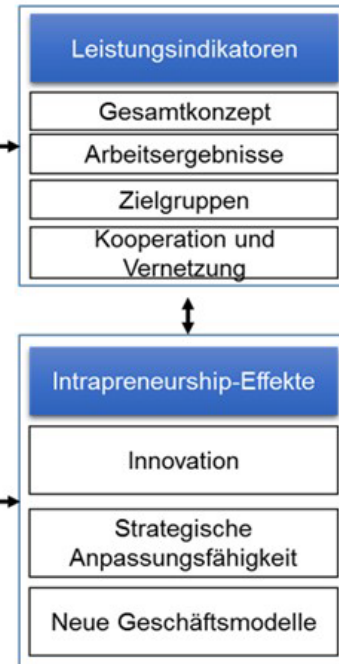 Leistungsindikatoren
Gesamtkonzept
Arbeitsergebnisse
Zielgruppen
Kooperation und
Vernetzung
Intrapreneurship-Effekte
Innovation
Strategische
Anpassungsfähigkeit
Neue Geschäftsmodelle